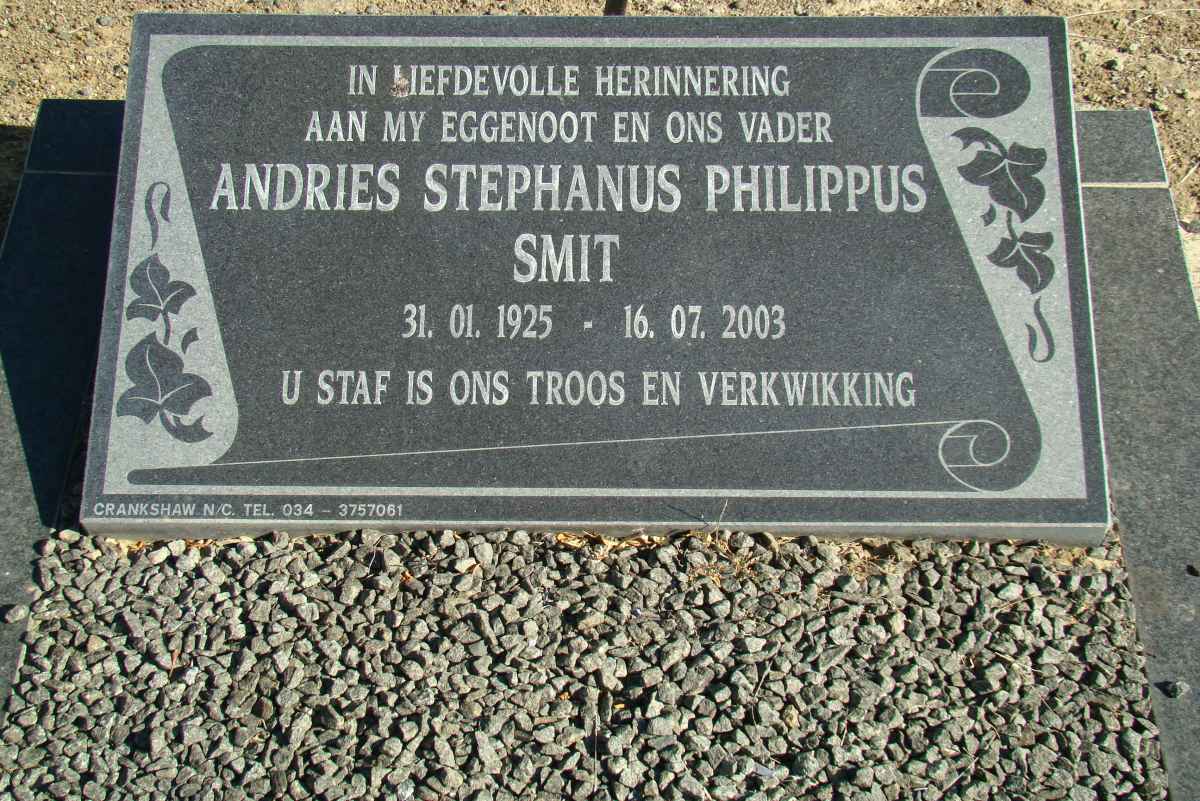 IN LIEFDEVOLLE HERINNERING
AAN MY EGGENOOT EN ONS VADER
ANDRIES STEPHANUS PHILIPPUS
SMIT
31. 01. 1925 - 16. 07. 2003
U STAF IS ONS TROOS EN VERKWIKKING
CRANKSHAW N/C. TEL. 034 - 3757061